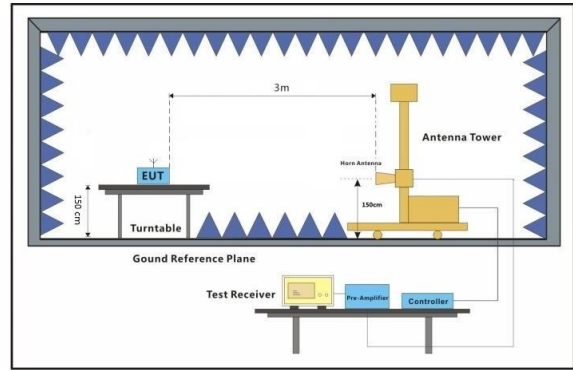 3m
Antenna Tower
Horn Antenna
EUT
150 cm
150cm
Turntable
Gound Reference Plane
Test Receiver
Pre-Amplifier
Controller